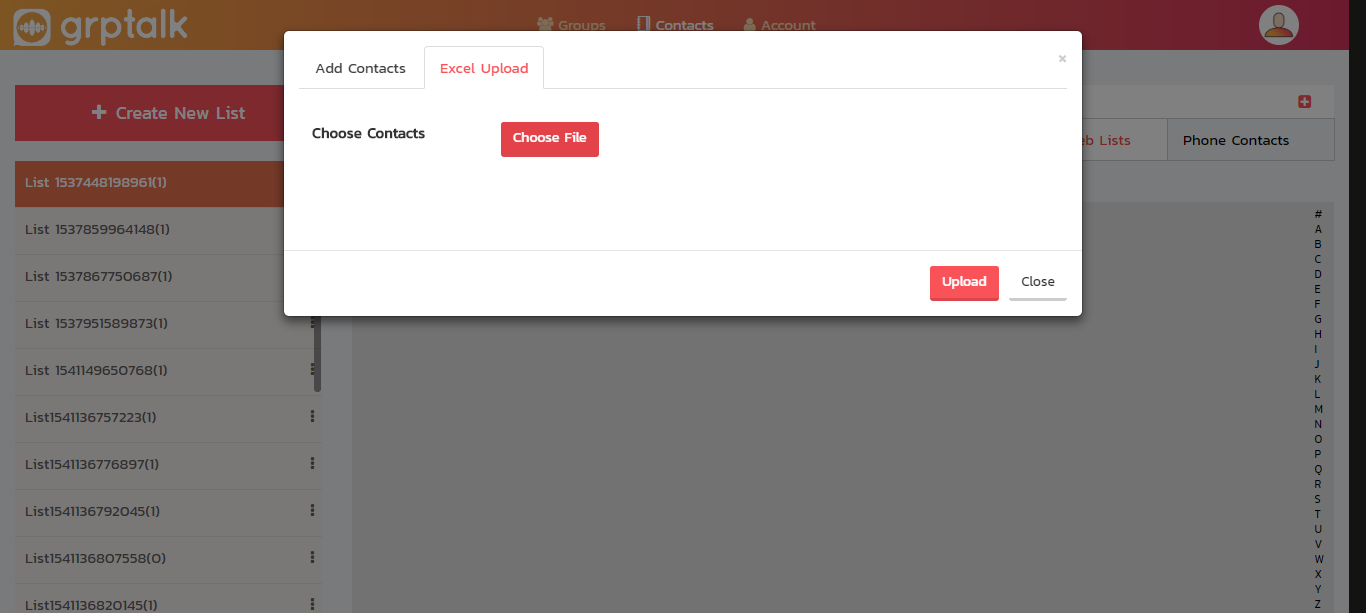 grptalk
Groups
Contacts
Account
Add Contacts
Excel Upload
×
Choose Contacts
Choose File
Upload
Close
Create New List
List 1537448198961(1)
List 1537859964148(1)
List 1537867750687(1)
List 1537951589873(1)
List 1541149650768(1)
List1541136757223(1)
List1541136776897(1)
List1541136792045(1)
List1541136807558(0)
List1541136820145(1)
eb Lists
Phone Contacts
#
A
B
C
D
E
F
G
H
I
J
K
L
M
N
O
P
Q
R
S
T
U
V
W
X
Y
Z